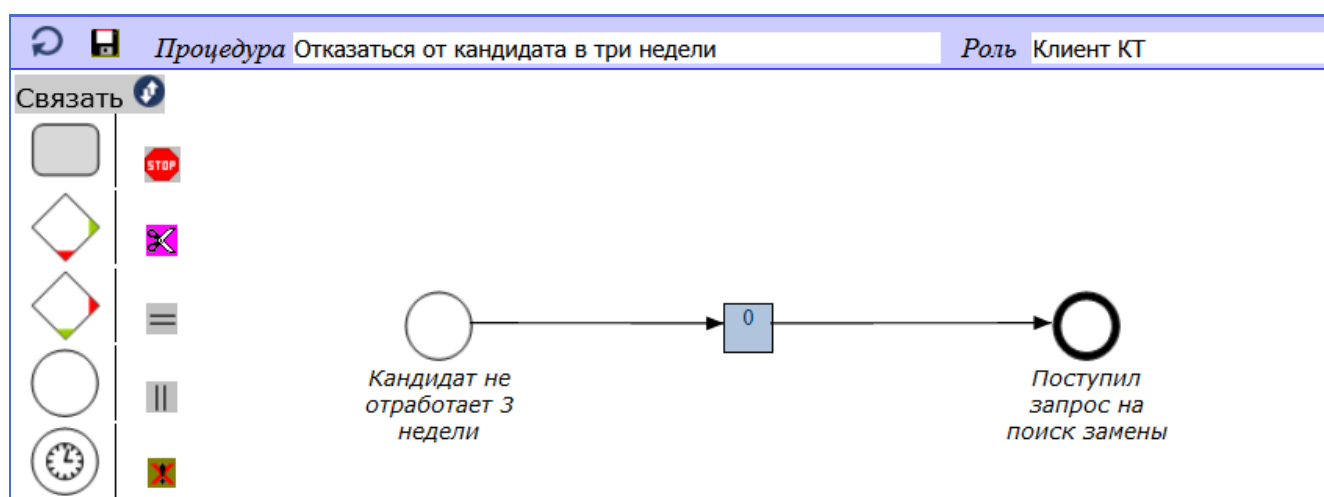 Процедура Отказаться от кандидата в три недели Роль Клиент КТ
Связать
STOP
0
Кандидат не
отработает 3
недели
Поступил
запрос на
поиск замены